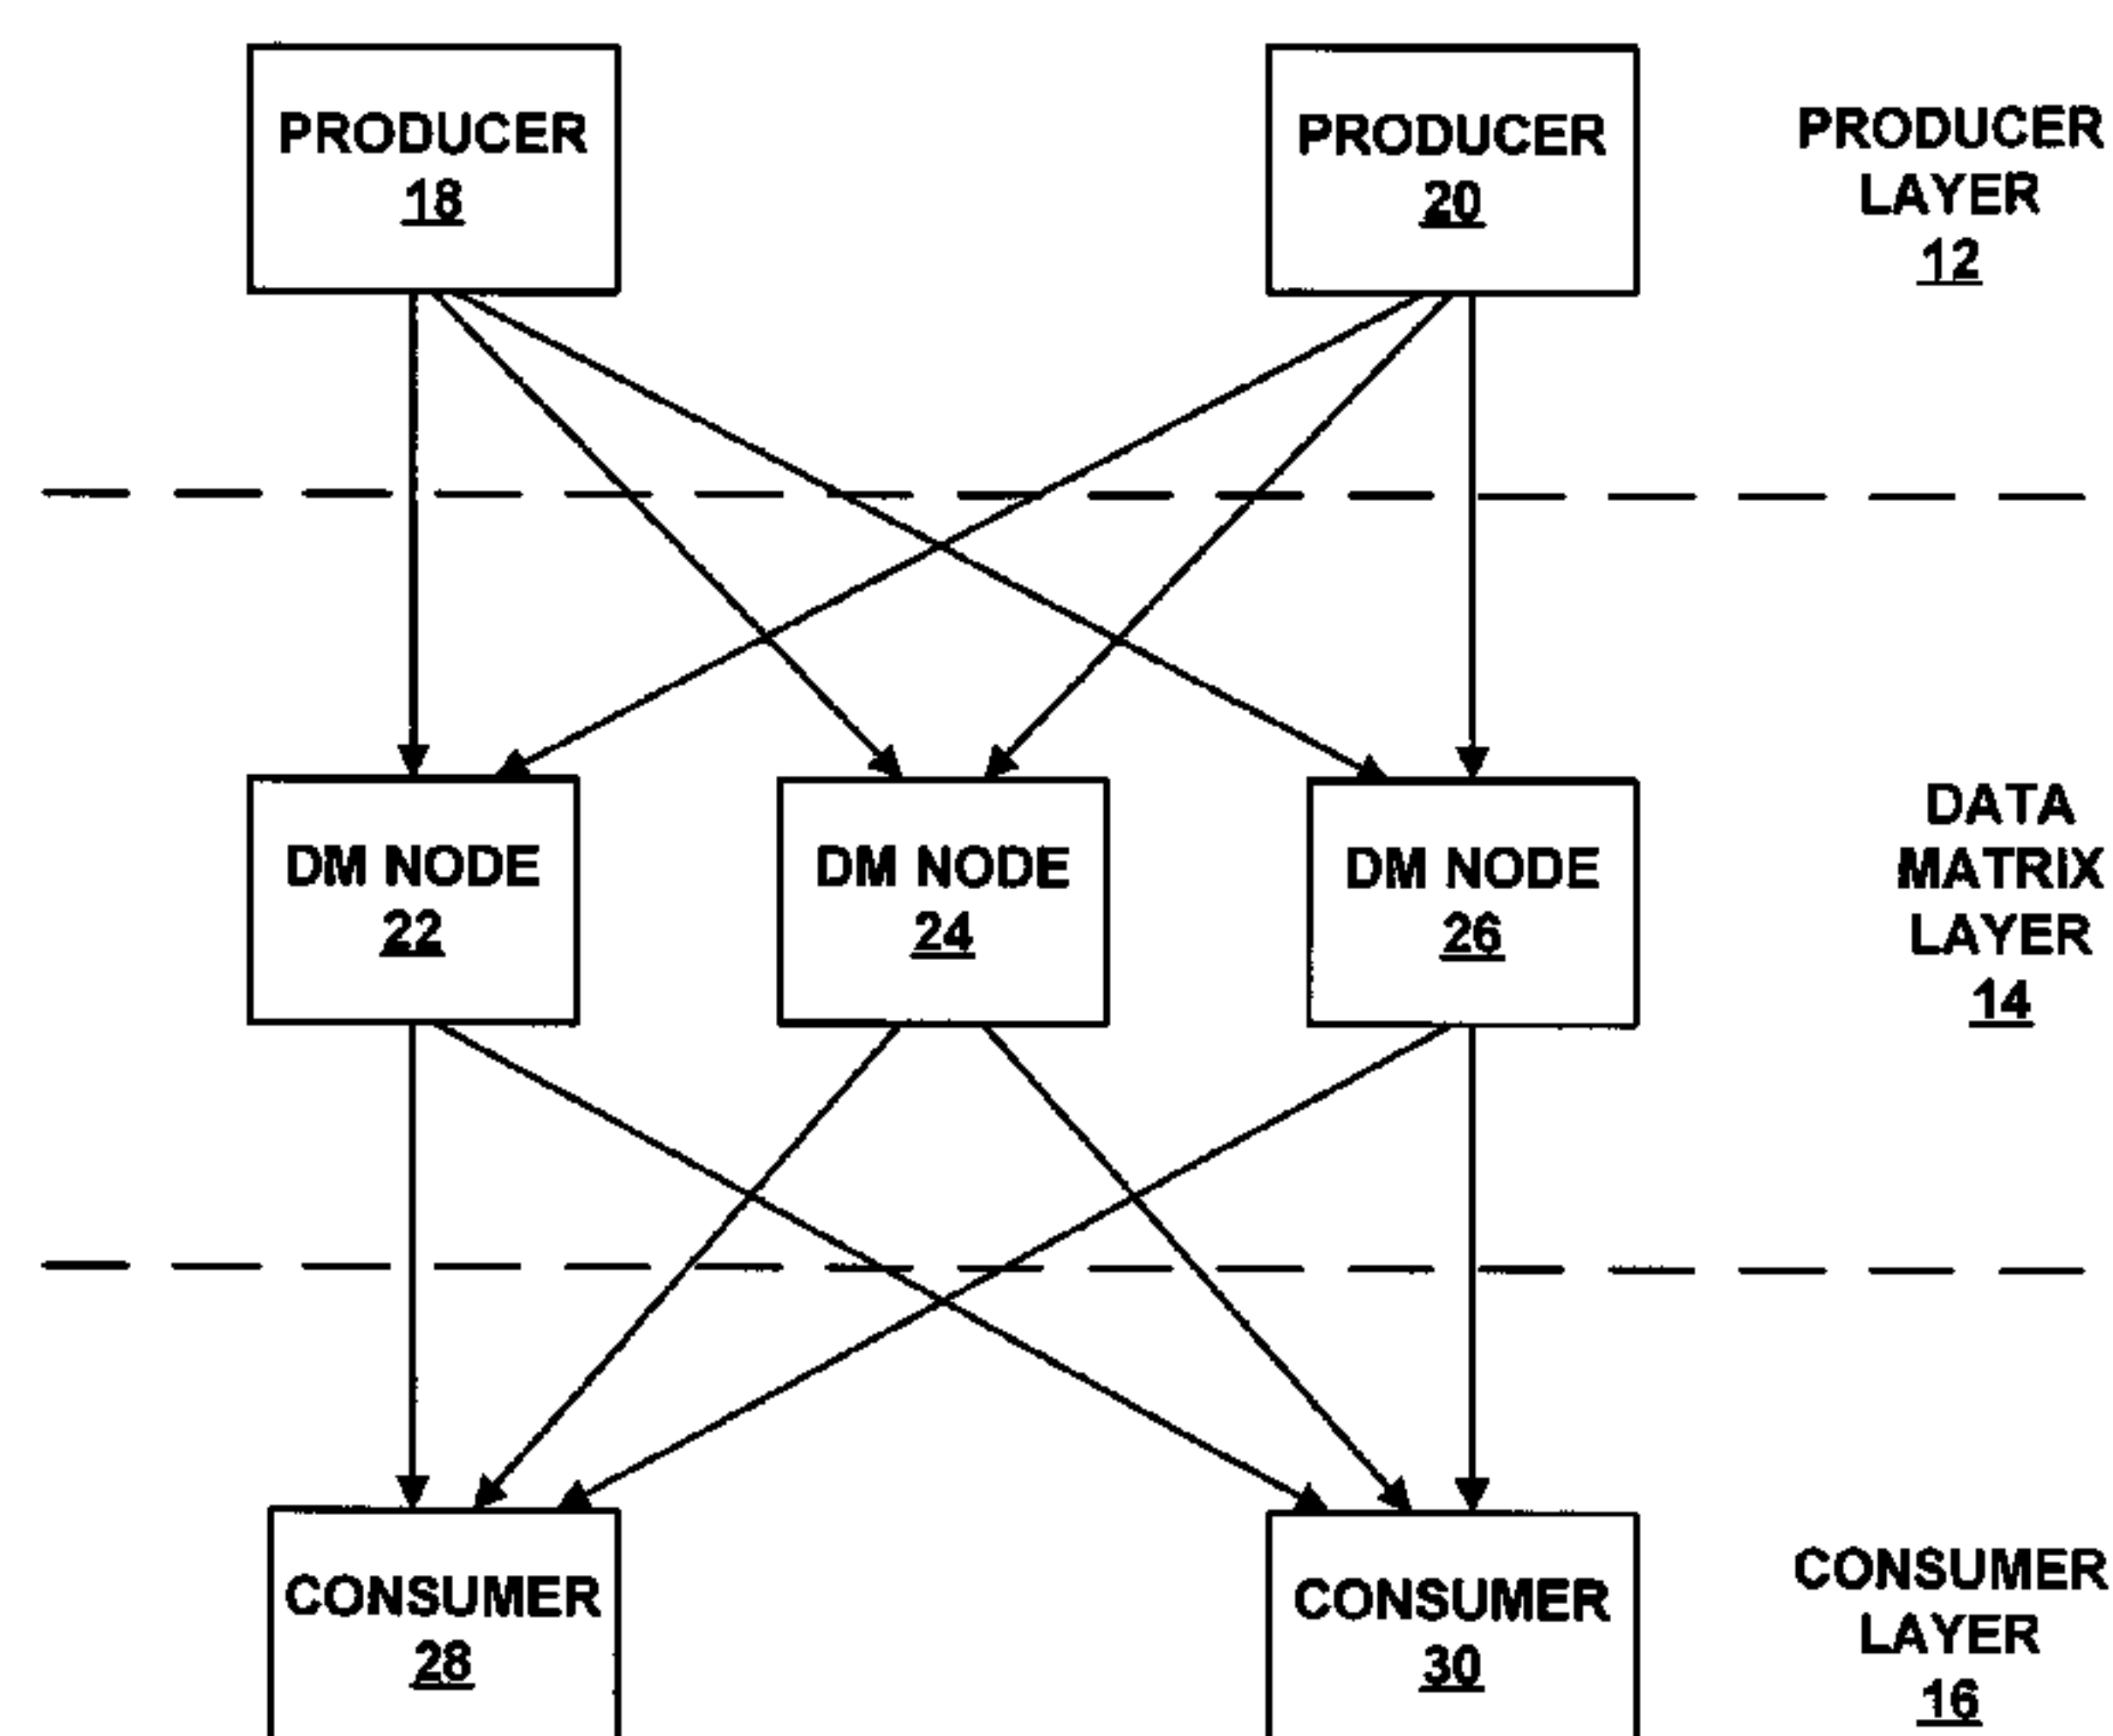 PRODUCER
18
PRODUCER
20
PRODUCER
LAYER
12
DM NODE
22
DM NODE
24
DM NODE
26
DATA
MATRIX
LAYER
14
CONSUMER
28
CONSUMER
30
CONSUMER
LAYER
16